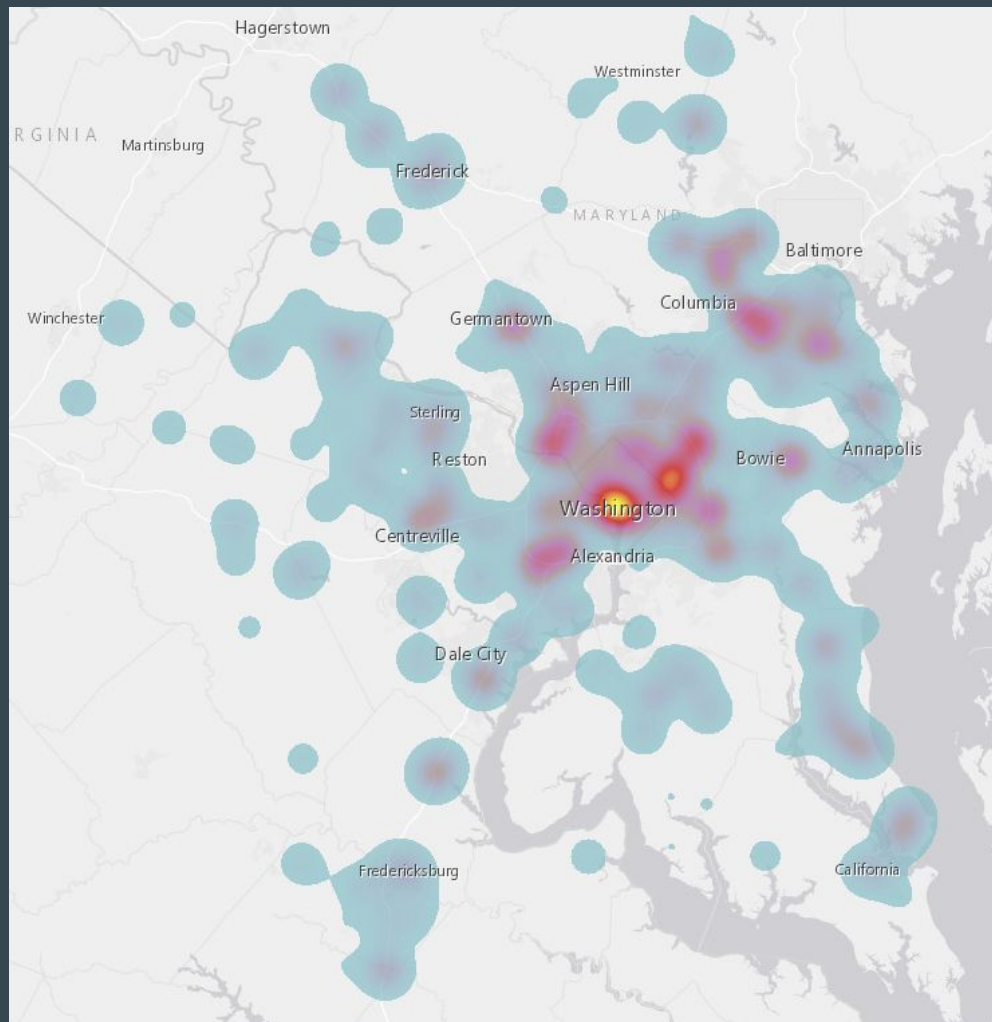 Hagerstown
Westminster
RGINIA
Martinsburg
Frederick
MARYLAND
Baltimore
Columbia
Winchester
Germantown
Aspen Hill
Sterling
Reston
Bowie
Annapolis
Washington
Centreville
Alexandria
Dale City
Fredericksburg
California